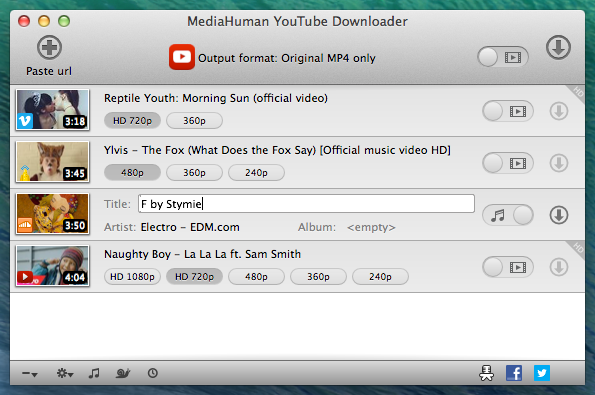 MediaHuman YouTube Downloader
Paste url
Output format: Original MP4 only
Reptile Youth: Morning Sun (official video)
3:18
HD 720p 360p
HD
Ylvis - The Fox (What Does the Fox Say) [Official music video HD]
3:45
480p 360p 240p
Title: F by Stymie
3:50
Artist: Electro - EDM.com Album: <empty>
Naughty Boy - La La La ft. Sam Smith
4:04
HD 1080p HD 720p 480p 360p 240p
HD